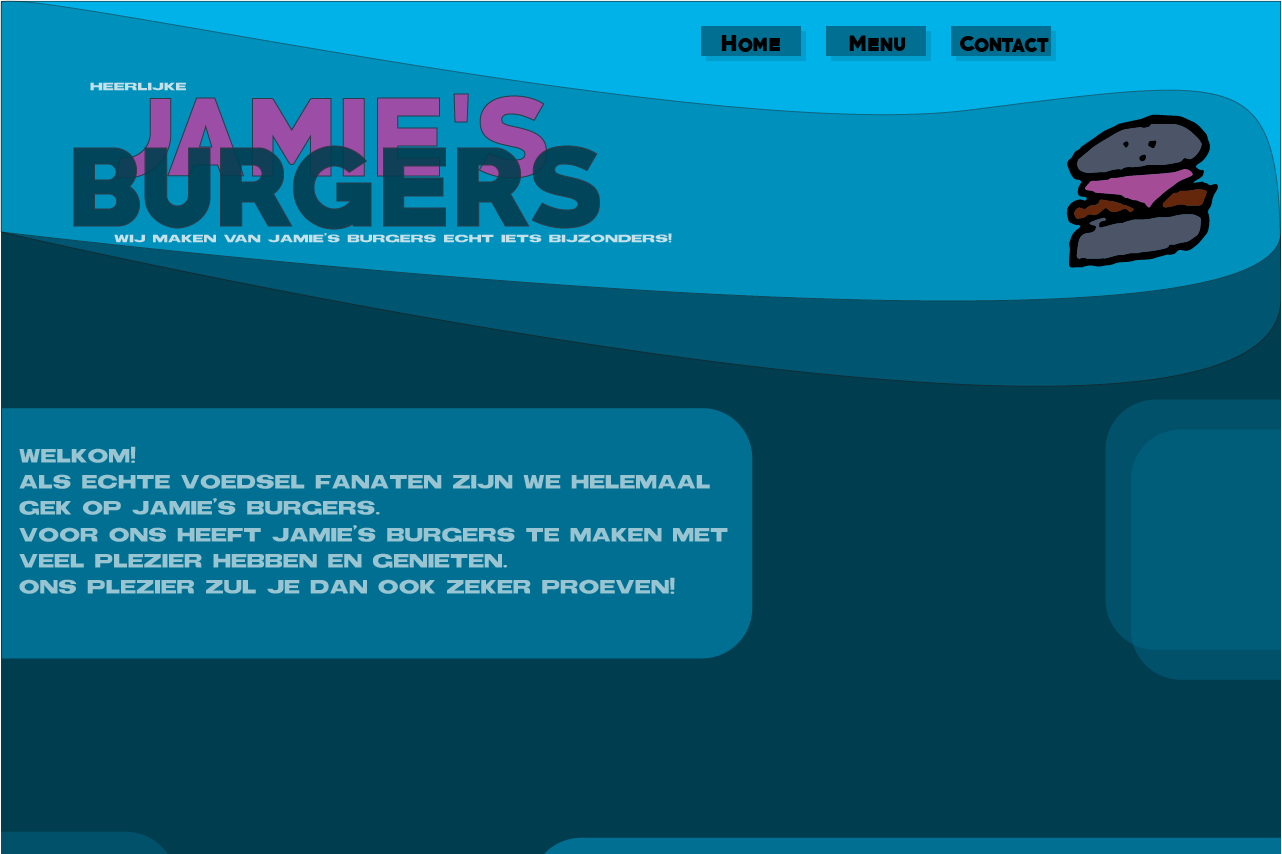 Home Menu Contact
HEERLIJKE
JAMIE'S
BURGERS
WIJ MAKEN VAN JAMIE'S BURGERS ECHT IETS BIJZONDERS!
WELKOM!
ALS ECHTE VOEDSEL FANATEN ZIJN WE HELEMAAL
GEK OP JAMIE'S BURGERS.
VOOR ONS HEEFT JAMIE'S BURGERS TE MAKEN MET
VEEL PLEZIER HEBBEN EN GENIETEN.
ONS PLEZIER ZUL JE DAN OOK ZEKER PROEVEN!